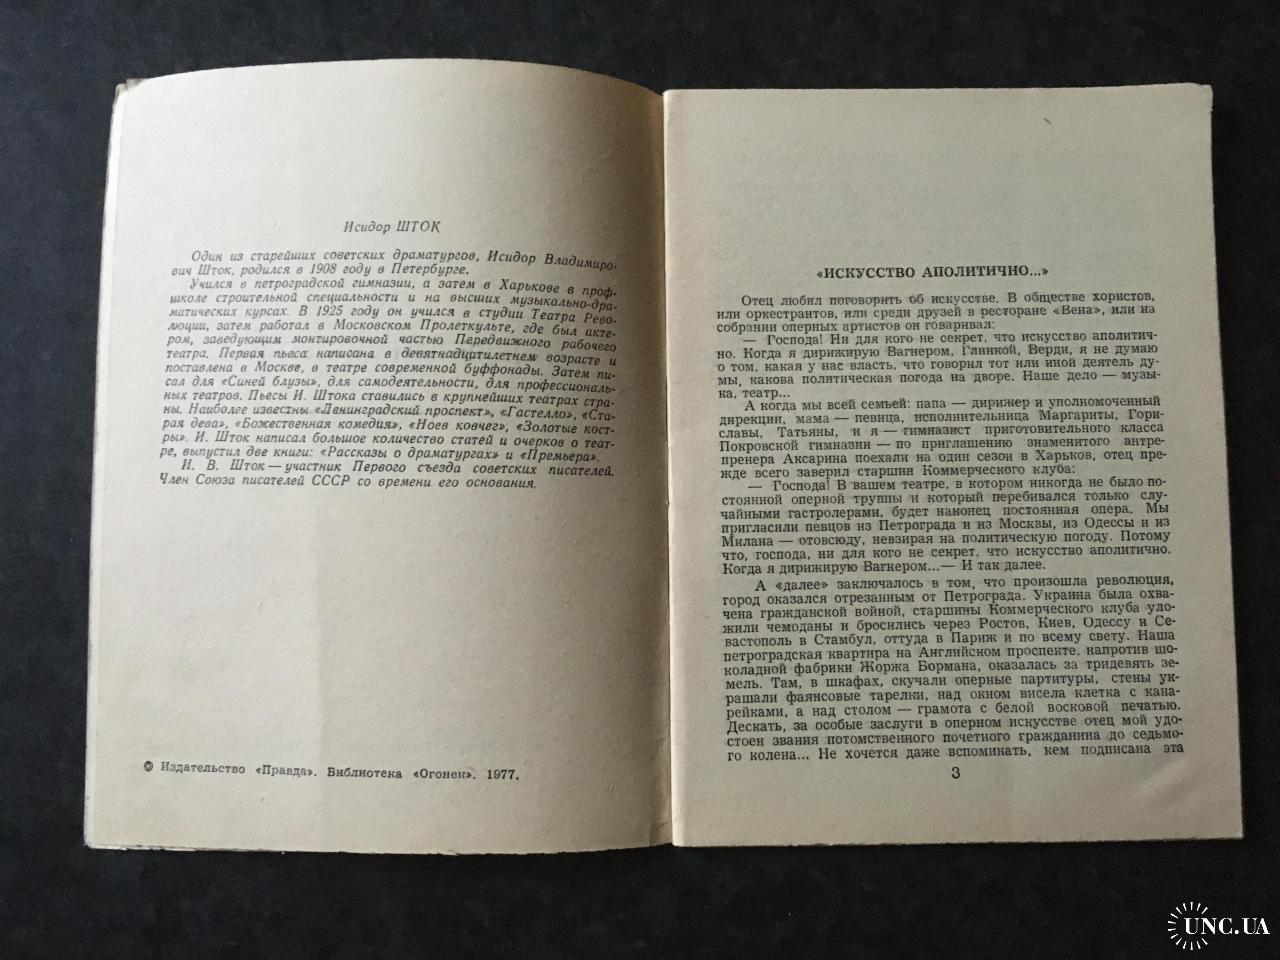 Исидор ШТОК
Один из старейших советских драматургов, Исидор Владимиро-
вич Шток, родился в 1908 году в Петербурге.
Учился в петроградской гимназии, а затем в Харькове в проф-
школе строительной специальности и на высших музыкально-дра-
матических курсах. В 1925 году он учился в студии Театра Рево-
люции, затем работал в Московском Пролеткульте, где был акте-
ром, заведующим монтировочной частью Передвижного рабочего
театра. Первая пьеса написана в девятнадцатилетнем возрасте и
поставлена в Москве, в театре современной буффонады. Затем пи-
сал для «Синей блузы», для самодеятельности, для профессиональ-
ных театров. Пьесы И. Штока ставились в крупнейших театрах стра-
ны. Наиболее известны «Ленинградский проспект», «Гастелло», «Ста-
рая дева», «Божественная комедия», «Ноев ковчег», «Золотые кост-
ры». И. Шток написал большое количество статей и очерков о теат-
ре, выпустил две книги: «Рассказы о драматургах» и «Премьера».
И. В. Шток — участник Первого съезда советских писателей.
Член Союза писателей СССР со времени его основания.
© Издательство «Правда». Библиотека «Огонек». 1977.
«ИСКУССТВО АПОЛИТИЧНО...»
Отец любил поговорить об искусстве. В обществе хористов,
или оркестрантов, или среди друзей в ресторане «Вена», или на
собрании оперных артистов он говаривал:
— Господа! Ни для кого не секрет, что искусство аполитич-
но. Когда я дирижирую Вагнером, Глинкой, Верди, я не думаю
о том, какая у нас власть, что говорил тот или иной деятель ду-
мы, какова политическая погода на дворе. Наше дело — музы-
ка, театр...
А когда мы всей семьей: папа — дирижер и уполномоченный
дирекции, мама — певица, исполнительница Маргариты, Гори-
славы, Татьяны, и я — гимназист приготовительного класса
Покровской гимназии — по приглашению знаменитого антре-
пренера Аксарина поехали на один сезон в Харьков, отец пре-
жде всего заверил старшин Коммерческого клуба:
— Господа! В вашем театре, в котором никогда не было по-
стоянной оперной труппы и который перебивался только слу-
чайными гастролерами, будет наконец постоянная опера. Мы
пригласили певцов из Петрограда и из Москвы, из Одессы и из
Милана — отовсюду, невзирая на политическую погоду. Потому
что, господа, ни для кого не секрет, что искусство аполитично.
Когда я дирижирую Вагнером...— И так далее.
А «далее» заключалось в том, что произошла революция,
город оказался отрезанным от Петрограда. Украина была охва-
чена гражданской войной, старшины Коммерческого клуба уло-
жили чемоданы и бросились через Ростов, Киев, Одессу и Се-
вастополь в Стамбул, оттуда в Париж и по всему свету. Наша
петроградская квартира на Английском проспекте, напротив шо-
коладной фабрики Жоржа Бормана, оказалась за тридевять зе-
мель. Там, в шкафах, скучали оперные партитуры, стены ук-
рашали фаянсовые тарелки, над окном висела клетка с кана-
рейками, а над столом — грамота с белой восковой печатью.
Дескать, за особые заслуги в оперном искусстве отец мой удо-
стоен звания потомственного почетного гражданина до седьмо-
го колена... Не хочется даже вспоминать, кем подписана эта
3
UNC.UA